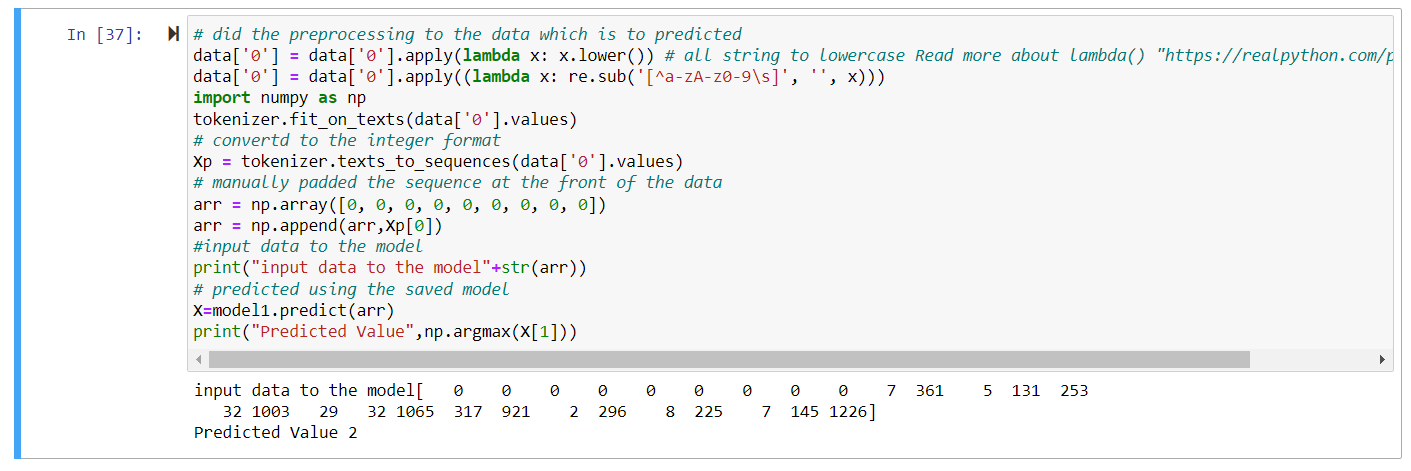 In [37]:
# did the preprocessing to the data which is to predicted
data['0'] = data['0'].apply(lambda x: x.lower()) # all string to lowercase Read more about lambda() "https://realpython.com/p
data['0'] = data['0'].apply((lambda x: re.sub('[^a-zA-z0-9\s]', '', x)))
import numpy as np
tokenizer.fit_on_texts(data['0'].values)
# convertd to the integer format
Xp = tokenizer.texts_to_sequences(data['0'].values)
# manually padded the sequence at the front of the data
arr = np.array([0, 0, 0, 0, 0, 0, 0, 0, 0])
arr = np.append(arr,Xp[0])
#input data to the model
print("input data to the model"+str(arr))
# predicted using the saved model
X=model1.predict(arr)
print("Predicted Value",np.argmax(X[1]))
input data to the model[   0    0    0    0    0    0    0    0    0    7  361    5  131  253
   32 1003   29   32 1065  317  921    2  296    8  225    7  145 1226]
Predicted Value 2